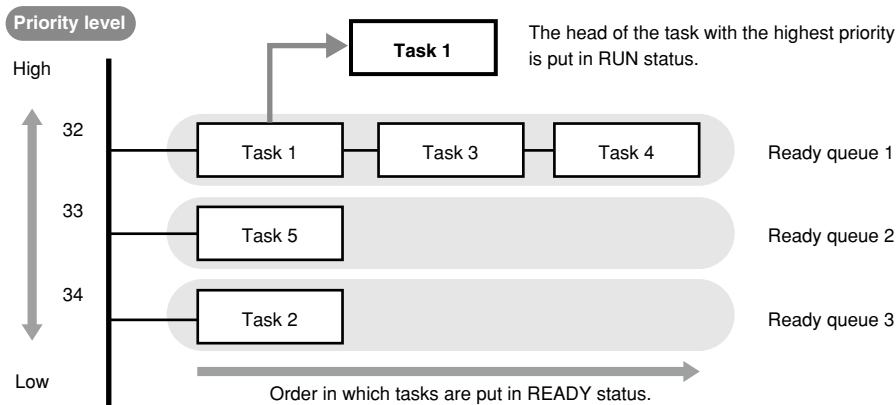 Priority level
High
Task 1
The head of the task with the highest priority
is put in RUN status.
32
Task 1
Task 3
Task 4
Ready queue 1
33
Task 5
Ready queue 2
34
Task 2
Ready queue 3
Low
Order in which tasks are put in READY status.